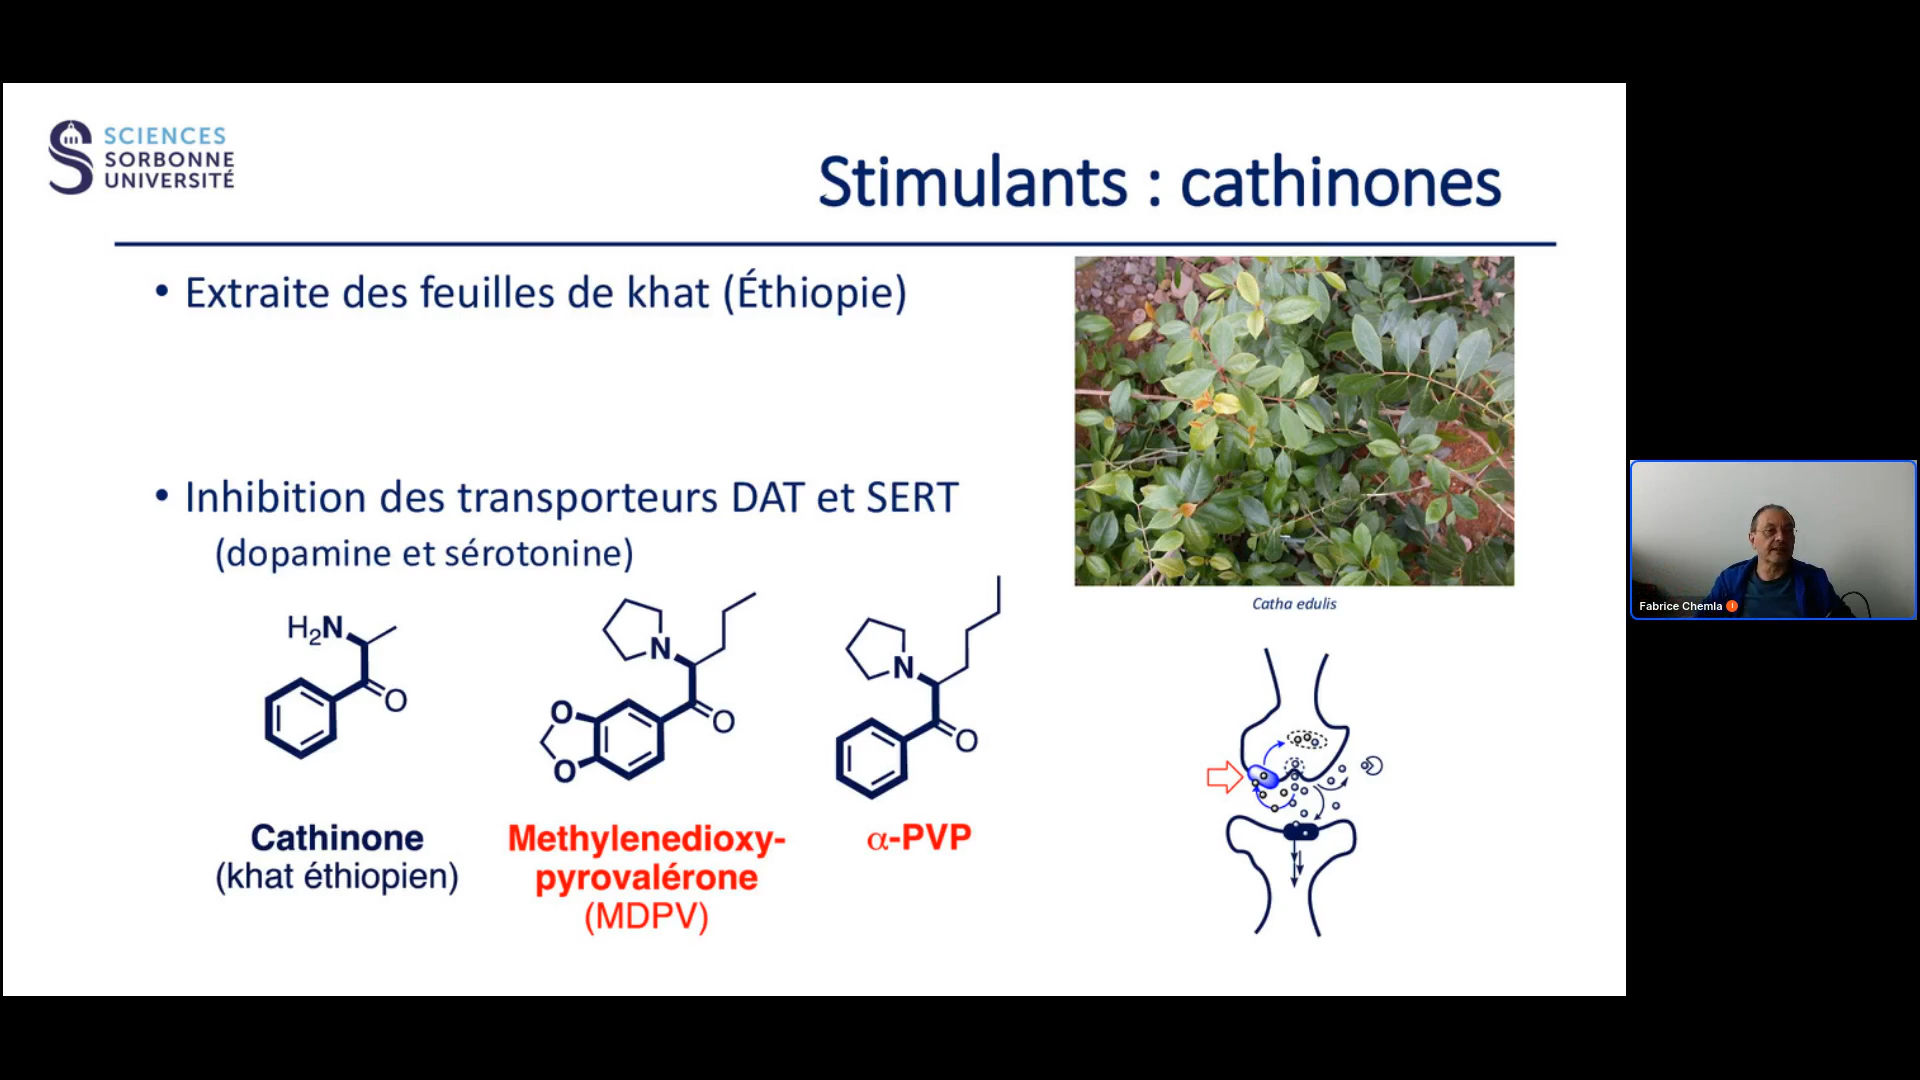 SCIENCES
SORBONNE
UNIVERSITÉ
Stimulants : cathinones
• Extraite des feuilles de khat (Éthiopie)
• Inhibition des transporteurs DAT et SERT
(dopamine et sérotonine)
Catha edulis
H2N
O
N
O
O
O
N
O
Cathinone
(khat éthiopien)
Methylenedioxy-
pyrovalérone
(MDPV)
α-PVP
Fabrice Chemla